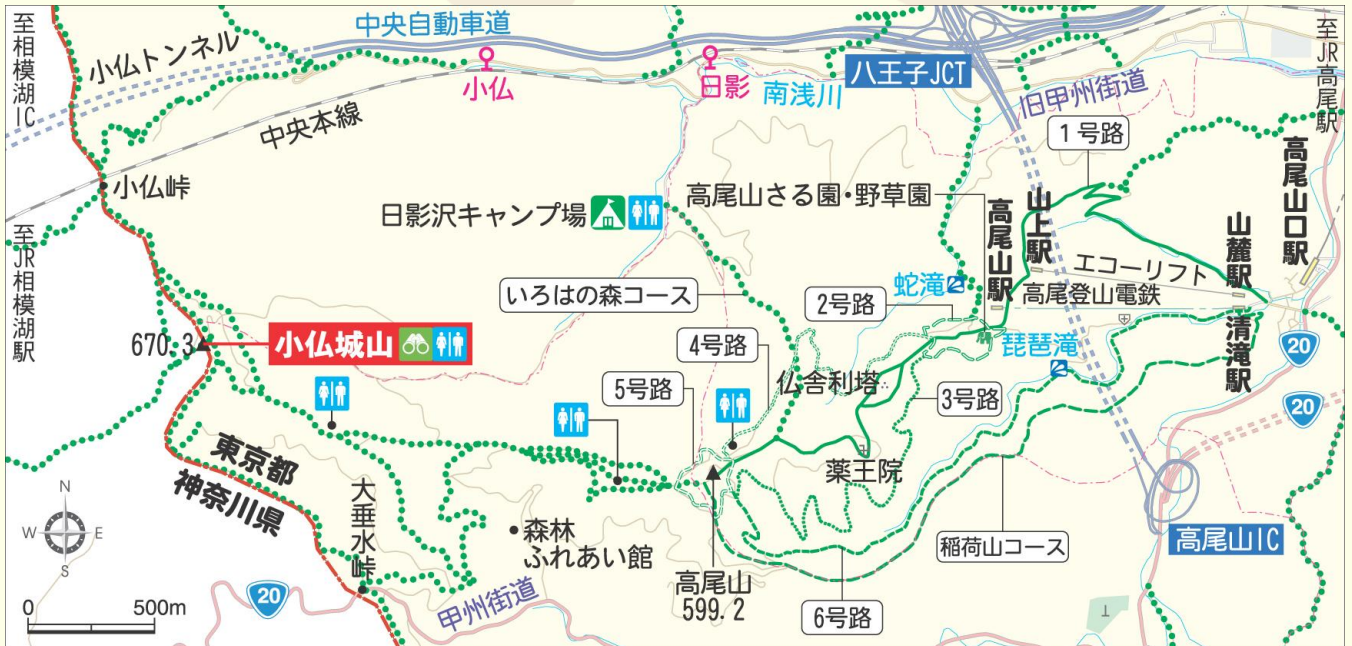 至相模湖IC
小仏トンネル
中央自動車道
小仏
日影
南浅川
八王子JCT
旧甲州街道
至JR高尾駅
中央本線
1号路
小仏峠
日影沢キャンプ場
高尾山さる園・野草園
高尾山駅
山上駅
エコーリフト
高尾登山電鉄
山麓駅
清滝駅
高尾山口駅
至JR相模湖駅
いろはの森コース
蛇滝
2号路
琵琶滝
20
670.3
小仏城山
4号路
仏舎利塔
5号路
3号路
20
東京都
神奈川県
薬王院
大垂水峠
森林
ふれあい館
稲荷山コース
高尾山IC
N
W
E
S
高尾山
599.2
6号路
20
甲州街道
0
500m